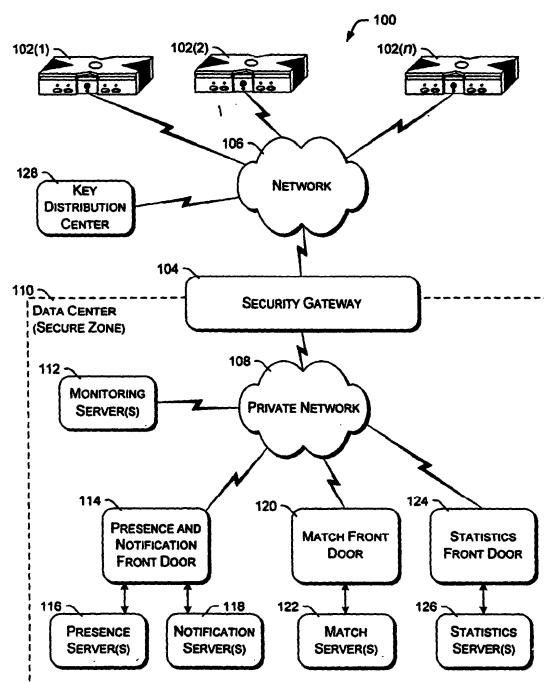 100
102(1)
102(2)
102(n)
106
NETWORK
128
KEY
DISTRIBUTION
CENTER
104
SECURITY GATEWAY
110
DATA CENTER
(SECURE ZONE)
108
PRIVATE NETWORK
112
MONITORING
SERVER(S)
114
PRESENCE AND
NOTIFICATION
FRONT DOOR
120
MATCH FRONT
DOOR
124
STATISTICS
FRONT DOOR
116
PRESENCE
SERVER(S)
118
NOTIFICATION
SERVER(S)
122
MATCH
SERVER(S)
126
STATISTICS
SERVER(S)